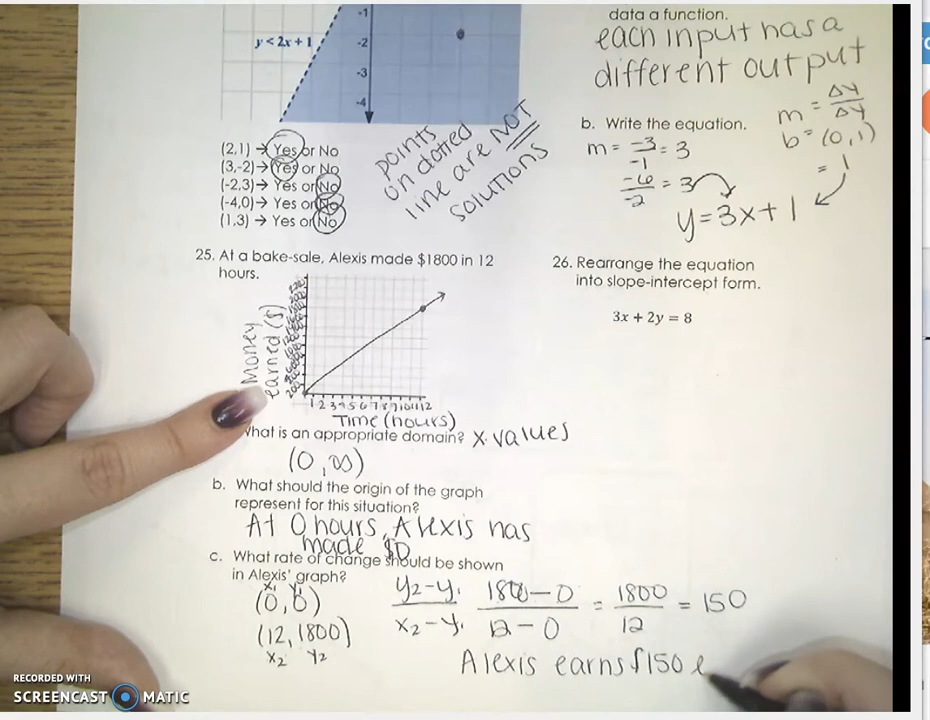 -1
y < 2x + 1
-2
-3
-4
(2,1) → Yes or No
(3,-2) → Yes or No
(-2,3) → Yes or No
(-4,0) → Yes or No
(1,3) → Yes or No
points
on dotted
line are NOT
solutions
data a function.
each input has a
different output
b. Write the equation.
m = -3/-1 = 3
-6/-2 = 3
m = ΔY/ΔY
b = (0,1)
= 1
y = 3x + 1
25. At a bake-sale, Alexis made $1800 in 12
hours.
Money
earned ($)
1 2 3 4 5 6 7 8 9 10 11 12
Time (hours)
What is an appropriate domain? x-values
(0, ∞)
b. What should the origin of the graph
represent for this situation?
At 0 hours, Alexis has
made $0
c. What rate of change should be shown
in Alexis' graph?
x₁ y₁
(0, 0)
(12, 1800)
x₂ y₂
y₂-y₁ / x₂-y₁ 1800-0 / 12-0 = 1800/12 = 150
Alexis earns $150 e
26. Rearrange the equation
into slope-intercept form.
3x + 2y = 8
RECORDED WITH
SCREENCAST MATIC